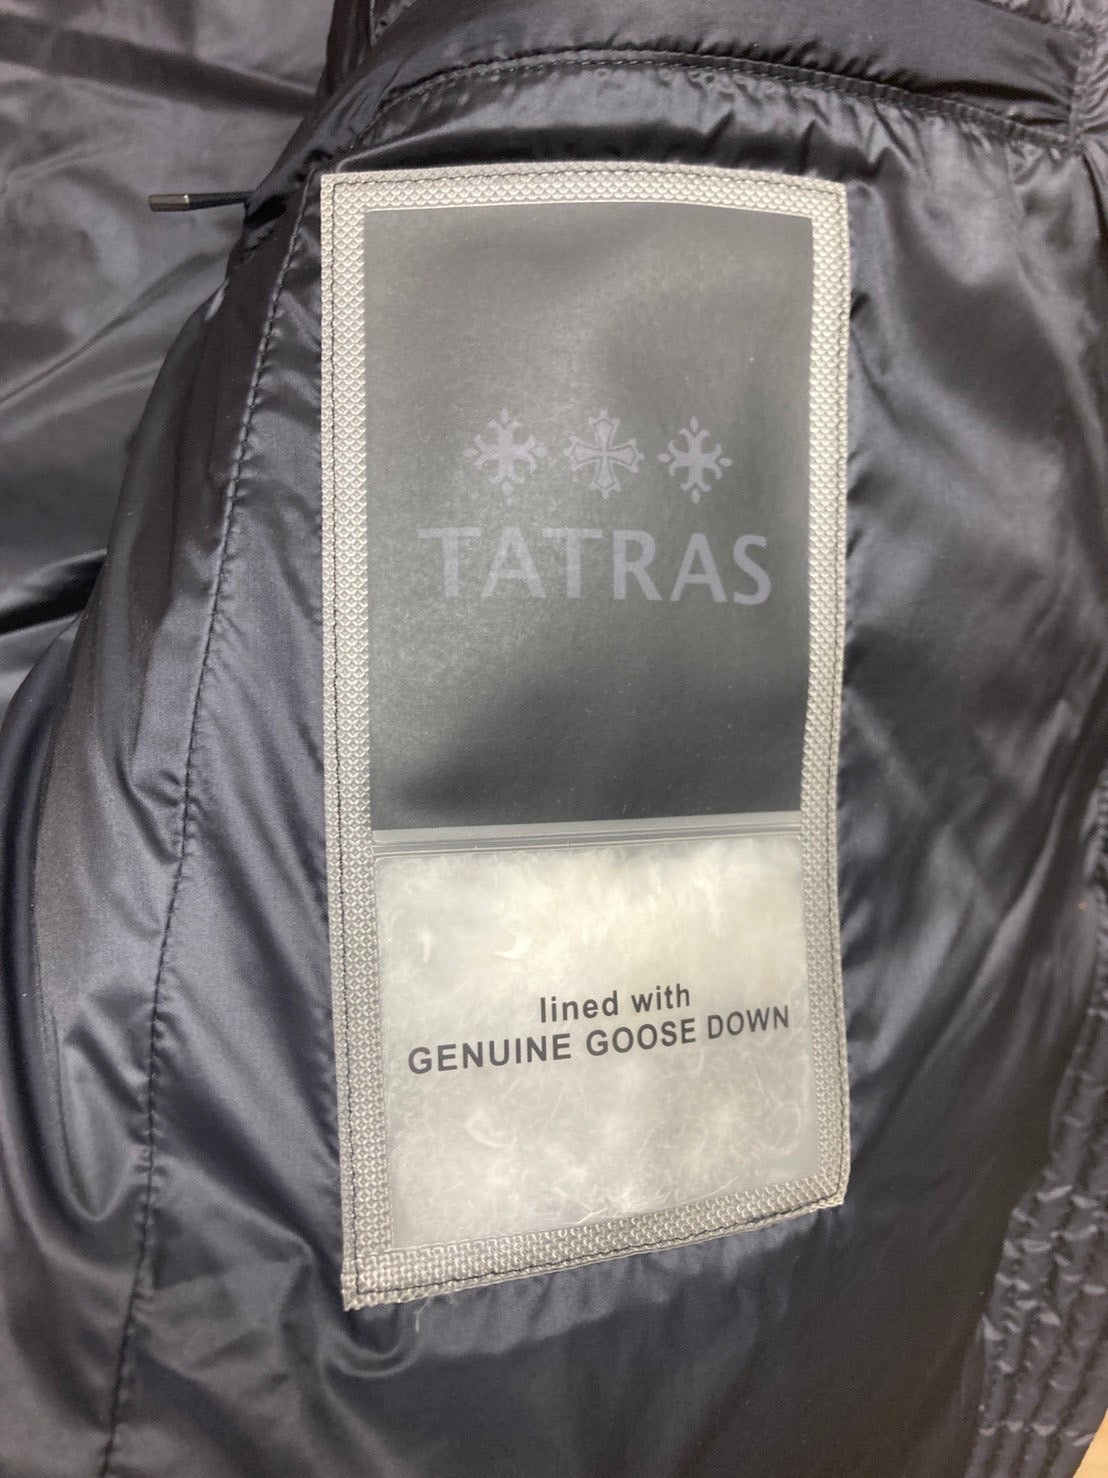 TATRAS
lined with
GENUINE GOOSE DOWN